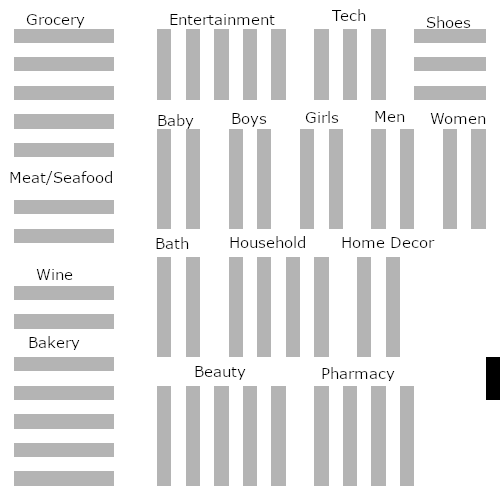 Grocery
Entertainment
Tech
Shoes
Baby
Boys
Girls
Men
Women
Meat/Seafood
Bath
Household
Home Decor
Wine
Bakery
Beauty
Pharmacy